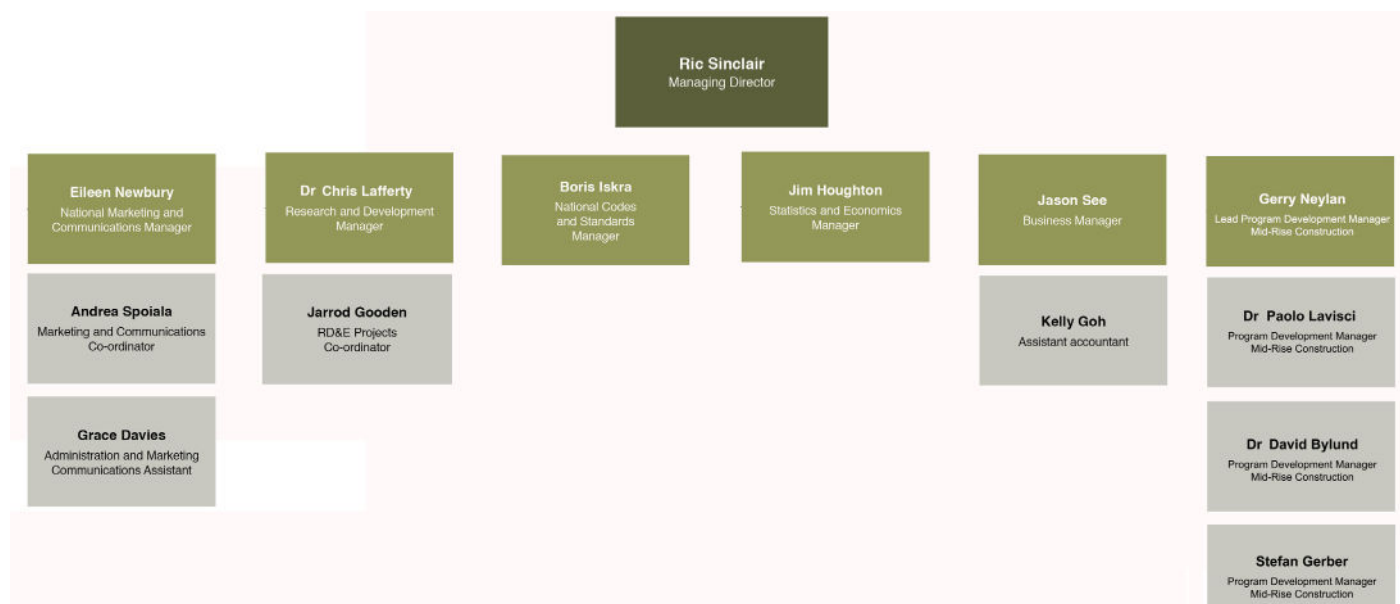 Ric Sinclair
Managing Director
Eileen Newbury
National Marketing and
Communications Manager
Dr Chris Lafferty
Research and Development
Manager
Boris Iskra
National Codes
and Standards
Manager
Jim Houghton
Statistics and Economics
Manager
Jason See
Business Manager
Gerry Neylan
Lead Program Development Manager
Mid-Rise Construction
Andrea Spoiala
Marketing and Communications
Co-ordinator
Jarrod Gooden
RD&E Projects
Co-ordinator
Kelly Goh
Assistant accountant
Dr Paolo Lavisci
Program Development Manager
Mid-Rise Construction
Grace Davies
Administration and Marketing
Communications Assistant
Dr David Bylund
Program Development Manager
Mid-Rise Construction
Stefan Gerber
Program Development Manager
Mid-Rise Construction